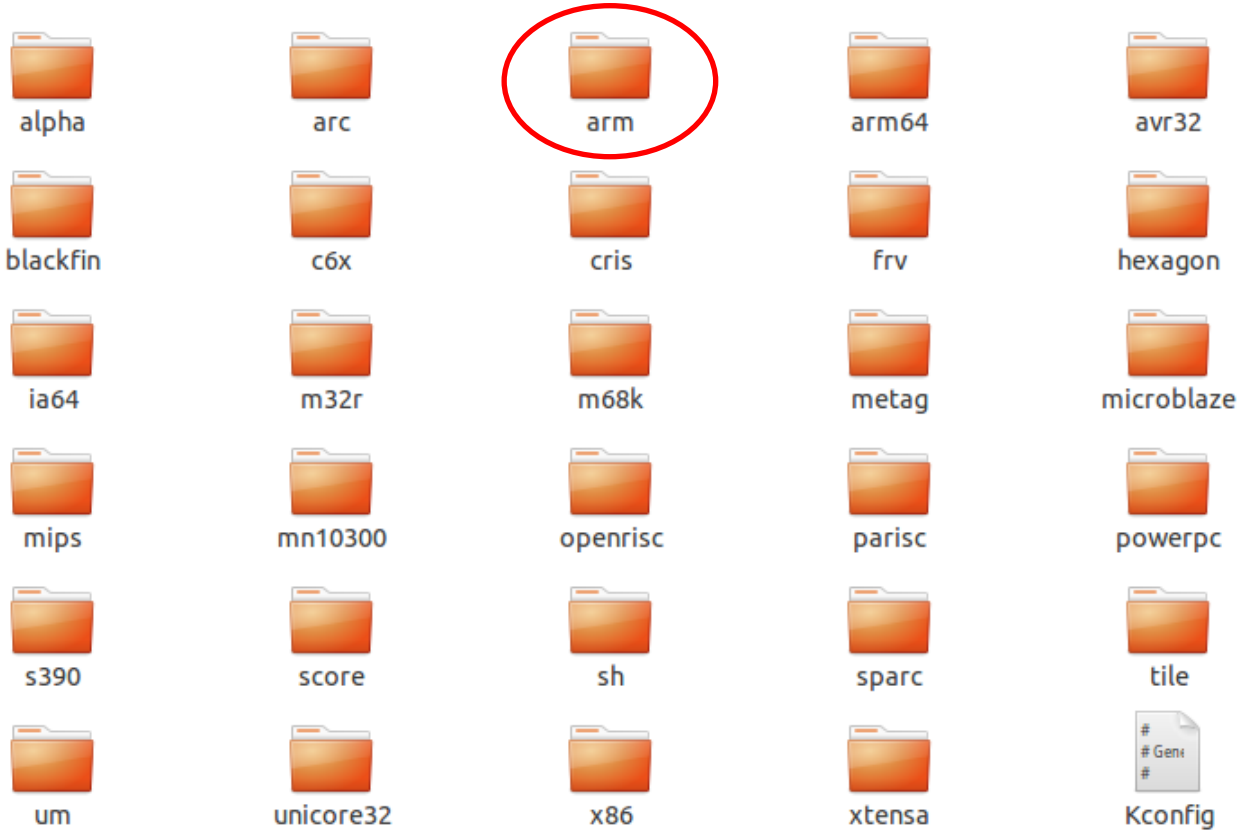 alpha arc arm arm64 avr32
blackfin c6x cris frv hexagon
ia64 m32r m68k metag microblaze
mips mn10300 openrisc parisc powerpc
s390 score sh sparc tile
#
# Gene
#
um unicore32 x86 xtensa Kconfig